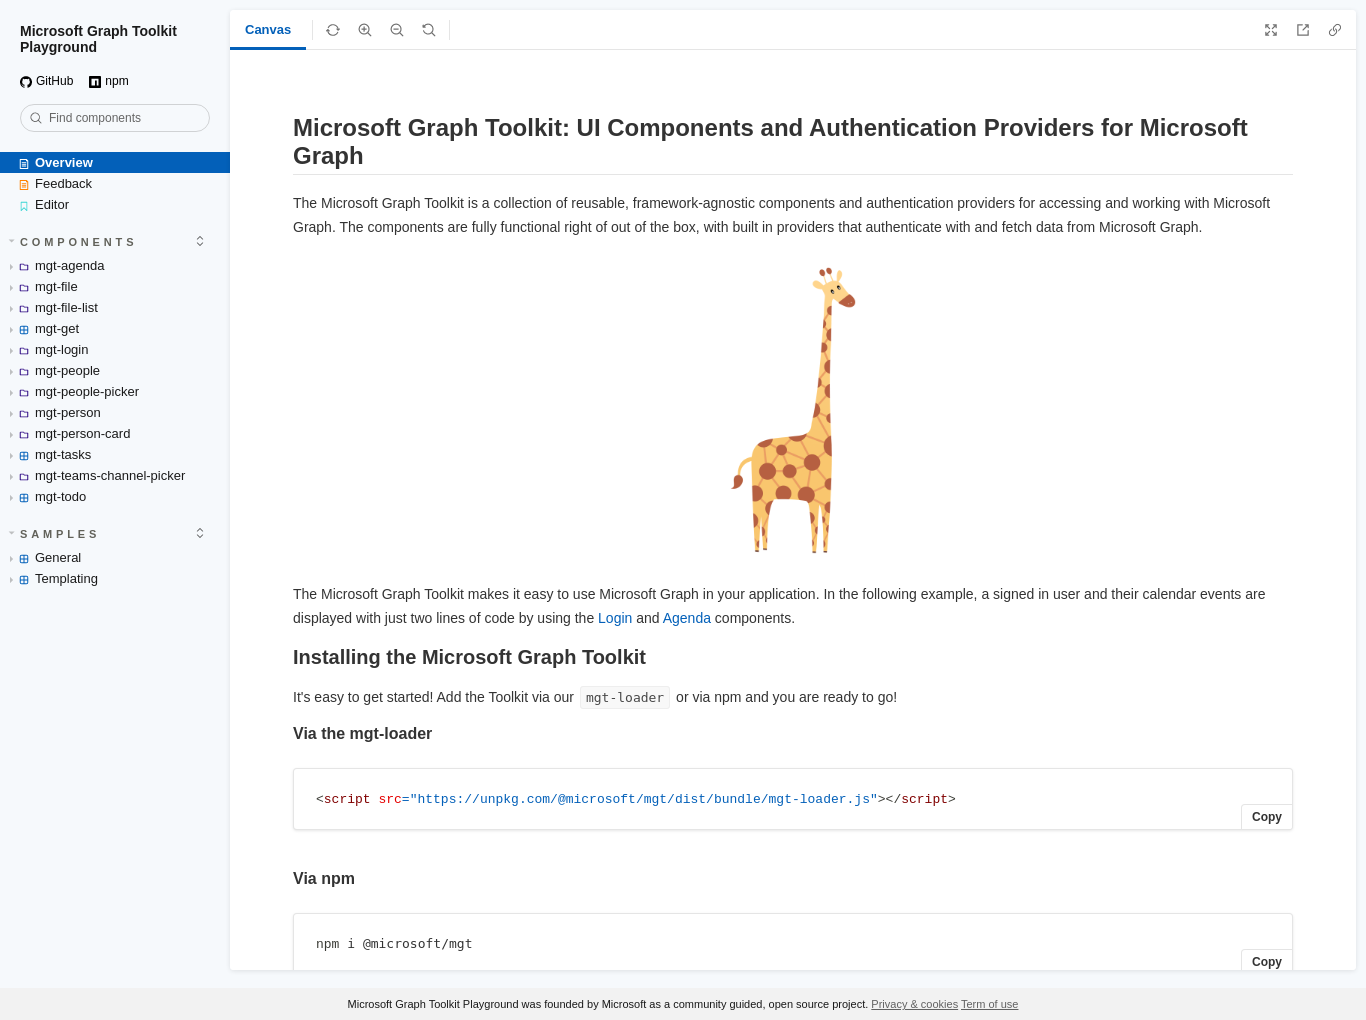 Microsoft Graph Toolkit
Playground
GitHub
npm
Find components
Overview
Feedback
Editor
COMPONENTS
mgt-agenda
mgt-file
mgt-file-list
mgt-get
mgt-login
mgt-people
mgt-people-picker
mgt-person
mgt-person-card
mgt-tasks
mgt-teams-channel-picker
mgt-todo
SAMPLES
General
Templating
Canvas
Microsoft Graph Toolkit: UI Components and Authentication Providers for Microsoft
Graph
The Microsoft Graph Toolkit is a collection of reusable, framework-agnostic components and authentication providers for accessing and working with Microsoft
Graph. The components are fully functional right of out of the box, with built in providers that authenticate with and fetch data from Microsoft Graph.
The Microsoft Graph Toolkit makes it easy to use Microsoft Graph in your application. In the following example, a signed in user and their calendar events are
displayed with just two lines of code by using the Login and Agenda components.
Installing the Microsoft Graph Toolkit
It's easy to get started! Add the Toolkit via our mgt-loader or via npm and you are ready to go!
Via the mgt-loader
<script src="https://unpkg.com/@microsoft/mgt/dist/bundle/mgt-loader.js"></script>
Copy
Via npm
npm i @microsoft/mgt
Copy
Microsoft Graph Toolkit Playground was founded by Microsoft as a community guided, open source project. Privacy & cookies Term of use